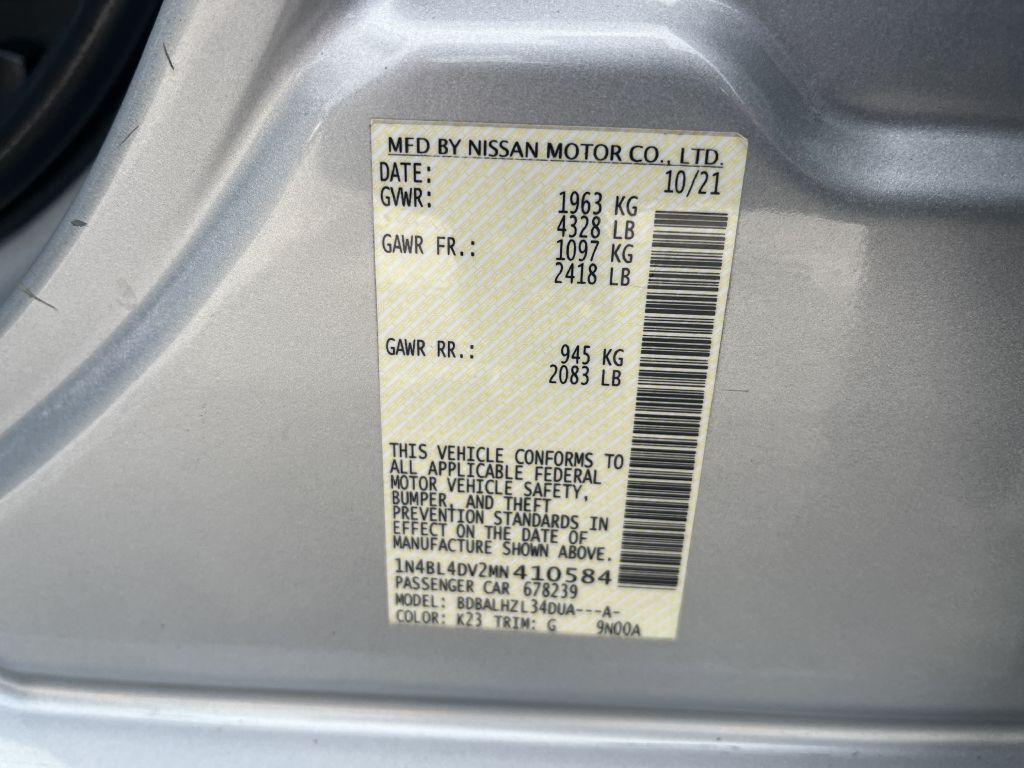 MFD BY NISSAN MOTOR CO., LTD.
DATE: 10/21
GVWR: 1963 KG
4328 LB
GAWR FR.: 1097 KG
2418 LB
GAWR RR.: 945 KG
2083 LB
THIS VEHICLE CONFORMS TO
ALL APPLICABLE FEDERAL
MOTOR VEHICLE SAFETY,
BUMPER, AND THEFT
PREVENTION STANDARDS IN
EFFECT ON THE DATE OF
MANUFACTURE SHOWN ABOVE.
1N4BL4DV2MN410584
PASSENGER CAR 678239
MODEL: BDBALHZL34DUA---A-
COLOR: K23 TRIM: G 9N00A